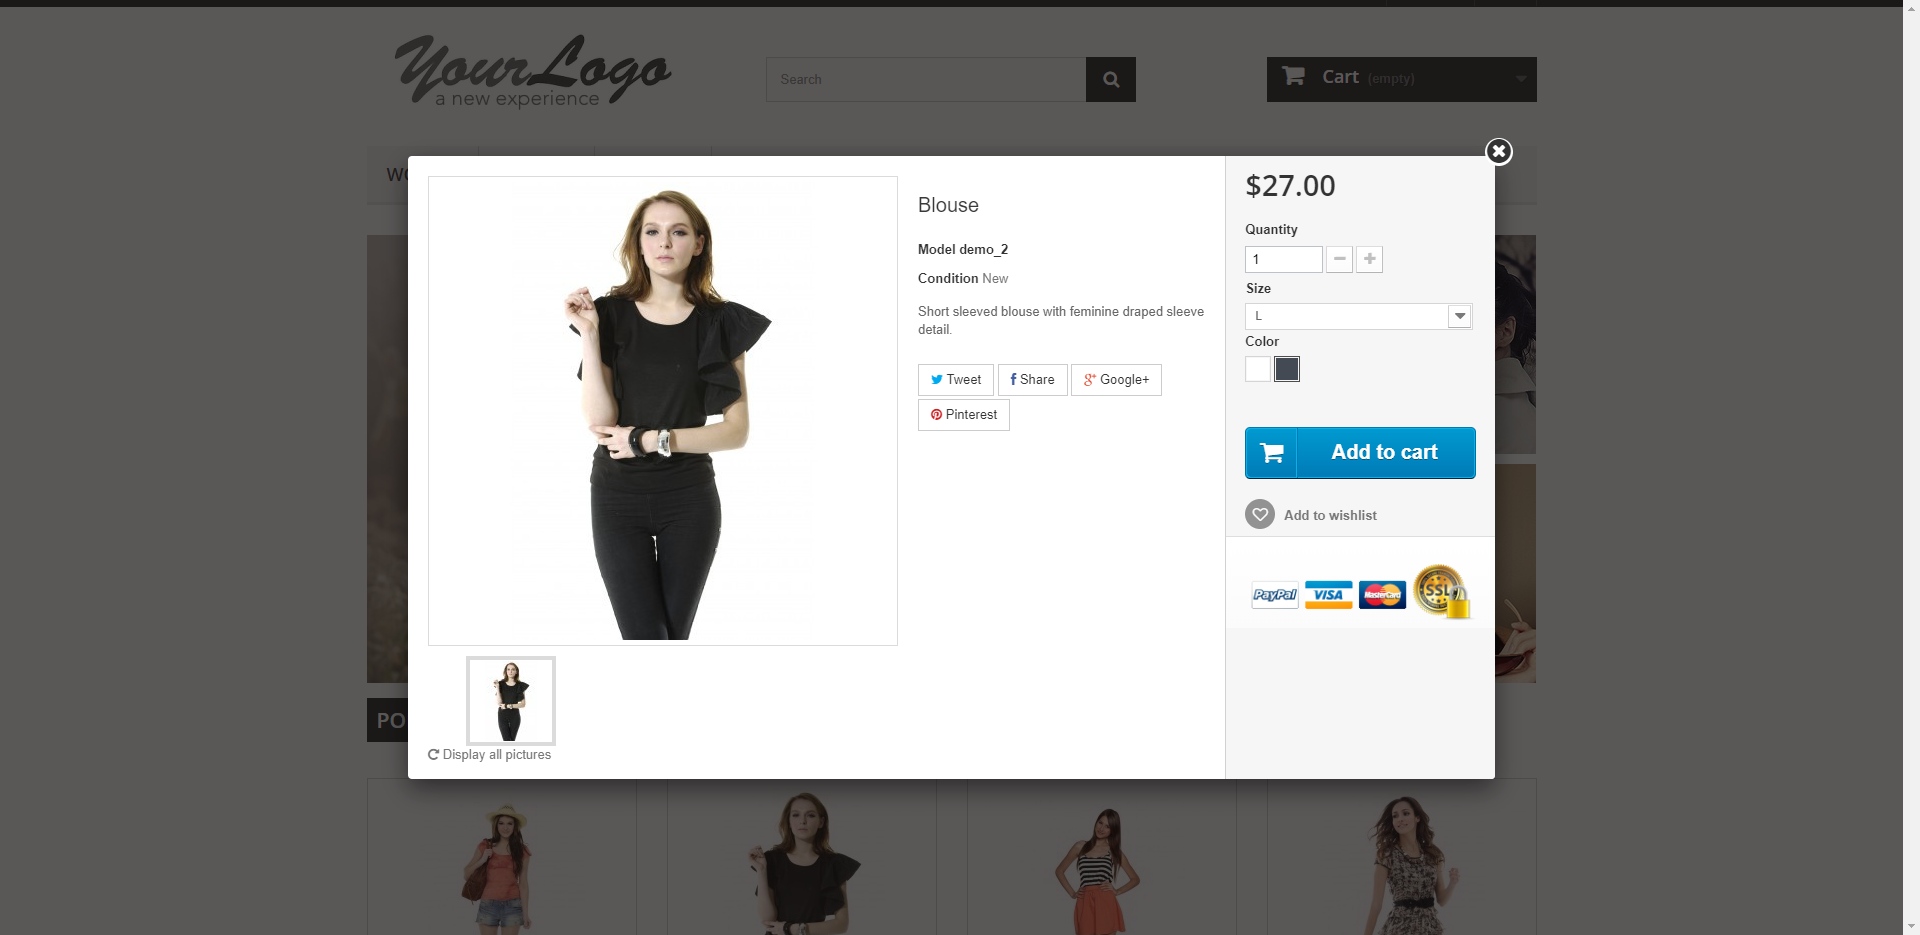 YourLogo
a new experience
Search
Cart (empty)
$27.00
Blouse
Quantity
1
Model demo_2
Condition New
Size
L
Short sleeved blouse with feminine draped sleeve
detail.
Color
Tweet
Share
Google+
Pinterest
Add to cart
Add to wishlist
PayPal
VISA
MasterCard
SSL
PO
Display all pictures